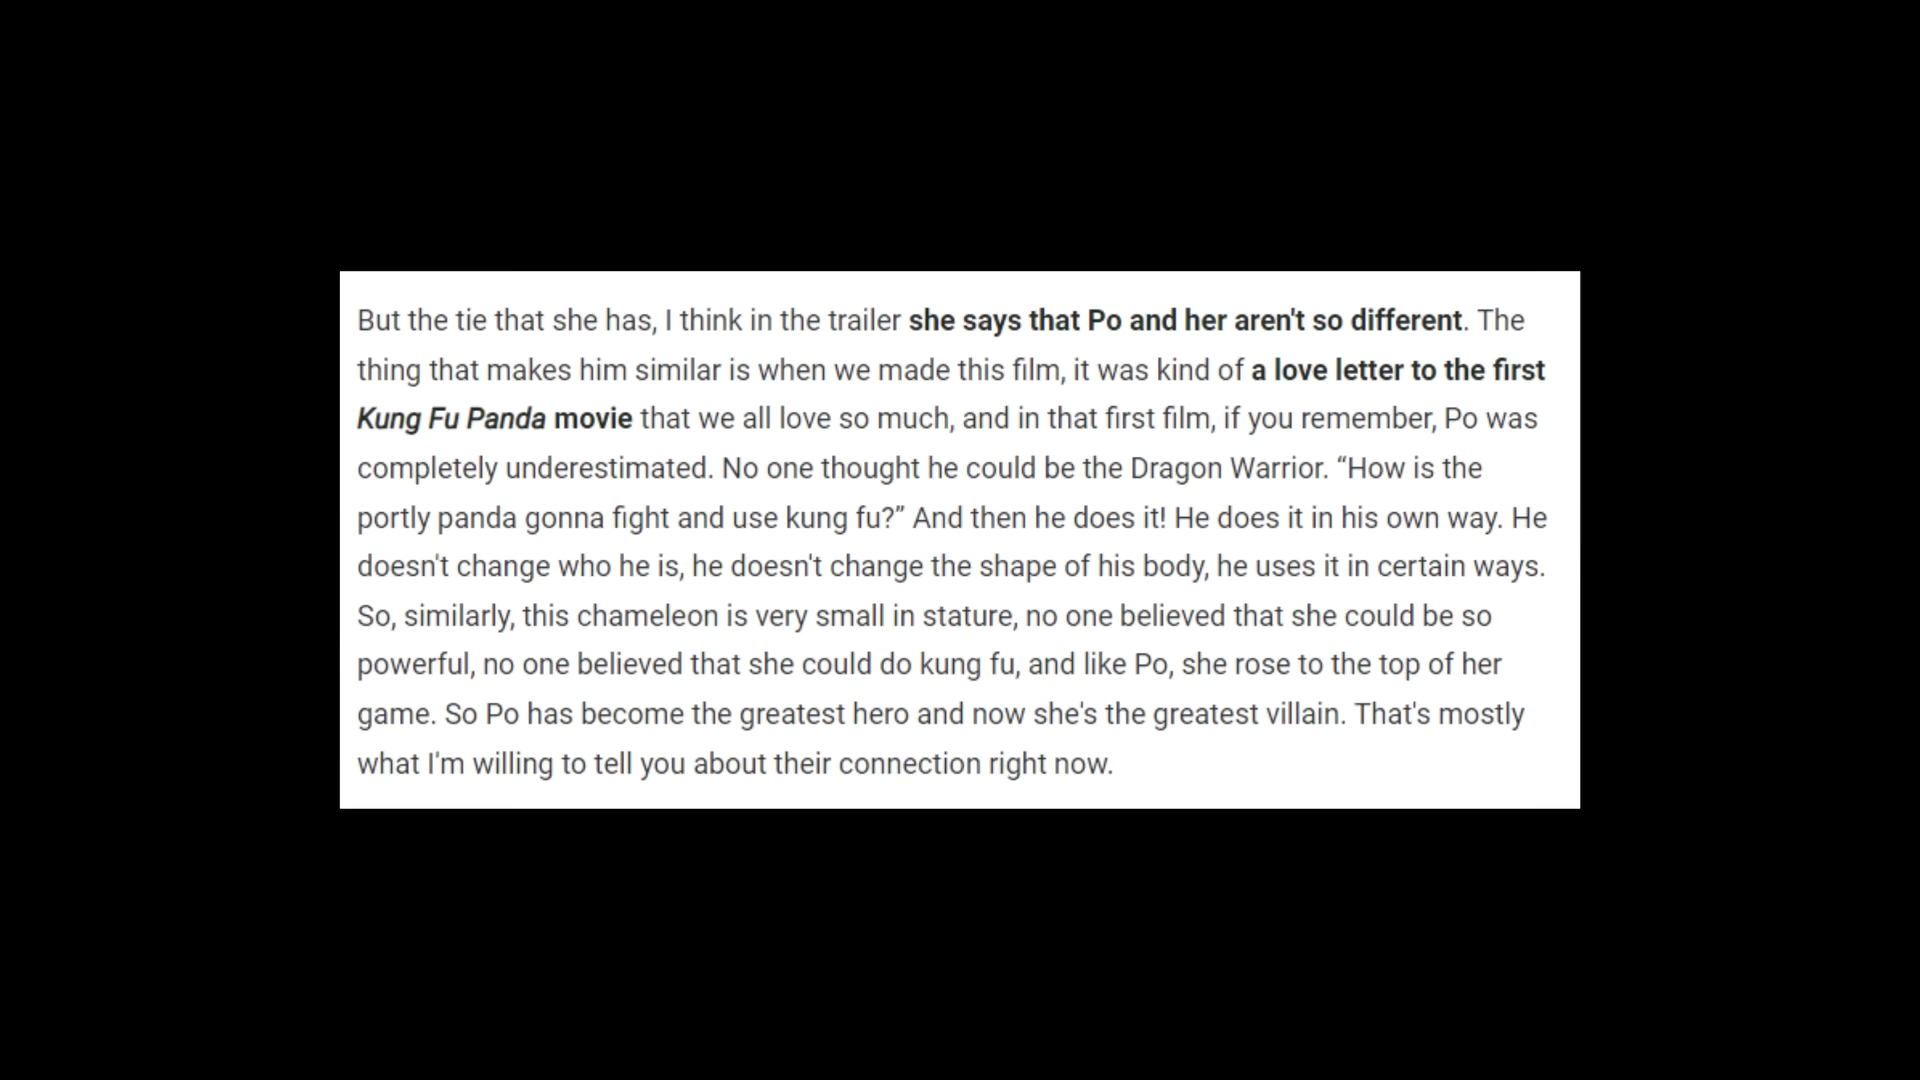 But the tie that she has, I think in the trailer she says that Po and her aren't so different. The
thing that makes him similar is when we made this film, it was kind of a love letter to the first
Kung Fu Panda movie that we all love so much, and in that first film, if you remember, Po was
completely underestimated. No one thought he could be the Dragon Warrior. “How is the
portly panda gonna fight and use kung fu?” And then he does it! He does it in his own way. He
doesn't change who he is, he doesn't change the shape of his body, he uses it in certain ways.
So, similarly, this chameleon is very small in stature, no one believed that she could be so
powerful, no one believed that she could do kung fu, and like Po, she rose to the top of her
game. So Po has become the greatest hero and now she's the greatest villain. That's mostly
what I'm willing to tell you about their connection right now.